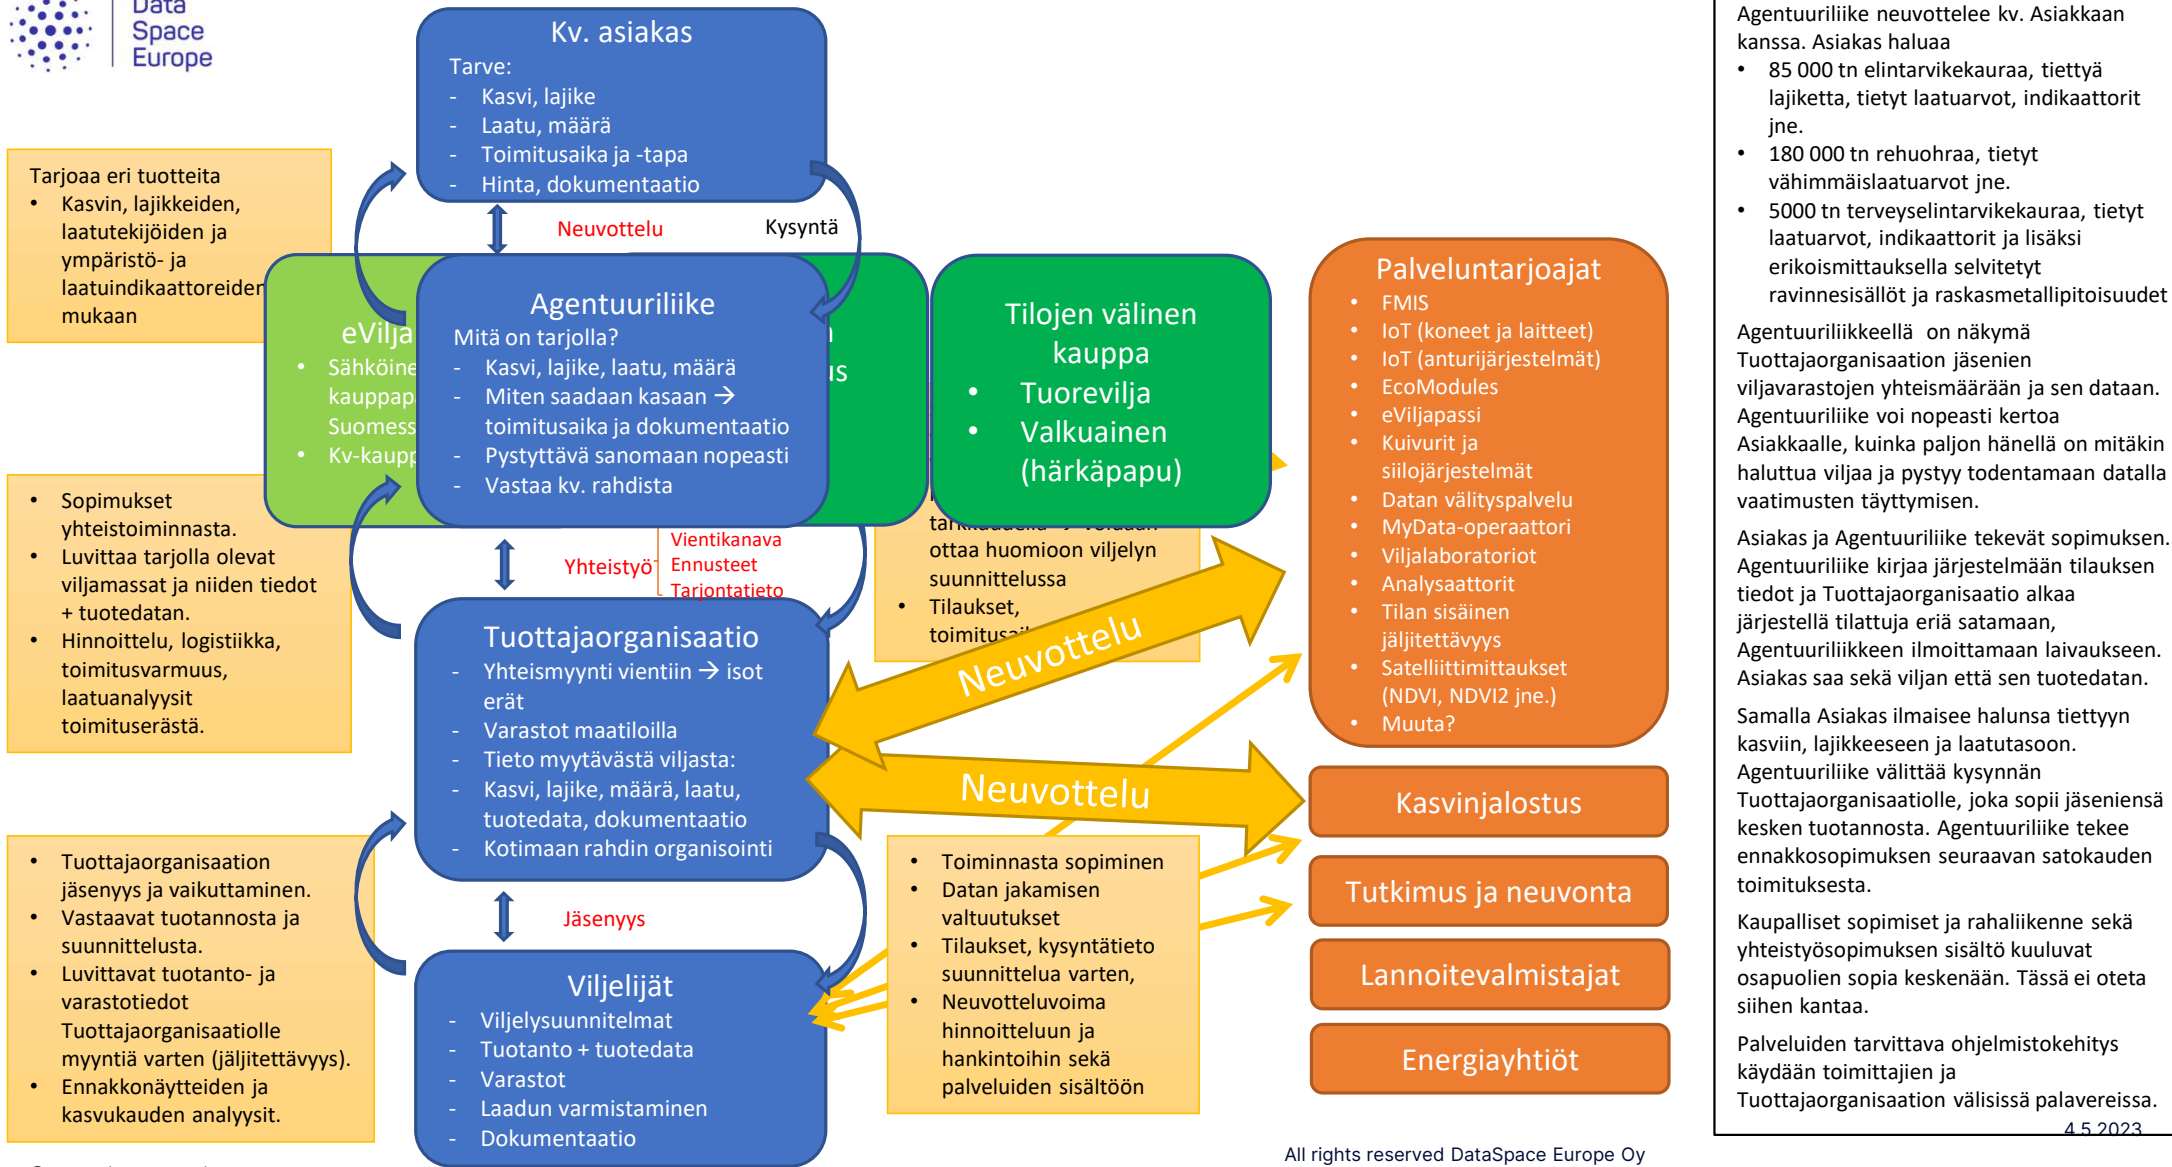 Data
Space
Europe
Kv. asiakas
Tarve:
- Kasvi, lajike
- Laatu, määrä
- Toimitusaika ja -tapa
- Hinta, dokumentaatio
Tarjoaa eri tuotteita
• Kasvin, lajikkeiden,
laatutekijöiden ja
ympäristö- ja
laatuindikaattoreiden
mukaan
Neuvottelu
Kysyntä
eVilja
• Sähköine
kauppap
Suomess
• Kv-kaupp
Agentuuriliike
Mitä on tarjolla?
- Kasvi, lajike, laatu, määrä
- Miten saadaan kasaan →
toimitusaika ja dokumentaatio
- Pystyttävä sanomaan nopeasti
- Vastaa kv. rahdista
us
Tilojen välinen
kauppa
• Tuorevilja
• Valkuainen
(härkäpapu)
• Sopimukset
yhteistoiminnasta.
• Luvittaa tarjolla olevat
viljamassat ja niiden tiedot
+ tuotedatan.
• Hinnoittelu, logistiikka,
toimitusvarmuus,
laatuanalyysit
toimituserästä.
Yhteistyö
Vientikanava
Ennusteet
Tarjontatieto
ottaa huomioon viljelyn
suunnittelussa
• Tilaukset,
Neuvottelu
Tuottajaorganisaatio
- Yhteismyynti vientiin → isot
erät
- Varastot maatiloilla
- Tieto myytävästä viljasta:
- Kasvi, lajike, määrä, laatu,
tuotedata, dokumentaatio
- Kotimaan rahdin organisointi
Neuvottelu
• Tuottajaorganisaation
jäsenyys ja vaikuttaminen.
• Vastaavat tuotannosta ja
suunnittelusta.
• Luvittavat tuotanto- ja
varastotiedot
Tuottajaorganisaatiolle
myyntiä varten (jäljitettävyys).
• Ennakkonäytteiden ja
kasvukauden analyysit.
Jäsenyys
Viljelijät
- Viljelysuunnitelmat
- Tuotanto + tuotedata
- Varastot
- Laadun varmistaminen
- Dokumentaatio
• Toiminnasta sopiminen
• Datan jakamisen
valtuutukset
• Tilaukset, kysyntätieto
suunnittelua varten,
• Neuvotteluvoima
hinnoitteluun ja
hankintoihin sekä
palveluiden sisältöön
Palveluntarjoajat
• FMIS
• IoT (koneet ja laitteet)
• IoT (anturijärjestelmät)
• EcoModules
• eViljapassi
• Kuivurit ja
siilojärjestelmät
• Datan välityspalvelu
• MyData-operaattori
• Viljalaboratoriot
• Analysaattorit
• Tilan sisäinen
jäljitettävyys
• Satelliittimittaukset
(NDVI, NDVI2 jne.)
• Muuta?
Kasvinjalostus
Tutkimus ja neuvonta
Lannoitevalmistajat
Energiayhtiöt
Agentuuriliike neuvottelee kv. Asiakkaan
kanssa. Asiakas haluaa
• 85 000 tn elintarvikekauraa, tiettyä
lajiketta, tietyt laatuarvot, indikaattorit
jne.
• 180 000 tn rehuohraa, tietyt
vähimmäislaatuarvot jne.
• 5000 tn terveyselintarvikekauraa, tietyt
laatuarvot, indikaattorit ja lisäksi
erikoismittauksella selvitetyt
ravinnesisällöt ja raskasmetallipitoisuudet
Agentuuriliikkeellä on näkymä
Tuottajaorganisaation jäsenien
viljavarastojen yhteismäärään ja sen dataan.
Agentuuriliike voi nopeasti kertoa
Asiakkaalle, kuinka paljon hänellä on mitäkin
haluttua viljaa ja pystyy todentamaan datalla
vaatimusten täyttymisen.
Asiakas ja Agentuuriliike tekevät sopimuksen.
Agentuuriliike kirjaa järjestelmään tilauksen
tiedot ja Tuottajaorganisaatio alkaa
järjestellä tilattuja eriä satamaan,
Agentuuriliikkeen ilmoittamaan laivaukseen.
Asiakas saa sekä viljan että sen tuotedatan.
Samalla Asiakas ilmaisee halunsa tiettyyn
kasviin, lajikkeeseen ja laatutasoon.
Agentuuriliike välittää kysynnän
Tuottajaorganisaatiolle, joka sopii jäseniensä
kesken tuotannosta. Agentuuriliike tekee
ennakkosopimuksen seuraavan satokauden
toimituksesta.
Kaupalliset sopimiset ja rahaliikenne sekä
yhteistyösopimuksen sisältö kuuluvat
osapuolien sopia keskenään. Tässä ei oteta
siihen kantaa.
Palveluiden tarvittava ohjelmistokehitys
käydään toimittajien ja
Tuottajaorganisaation välisissä palavereissa.
4.5.2023
All rights reserved DataSpace Europe Oy